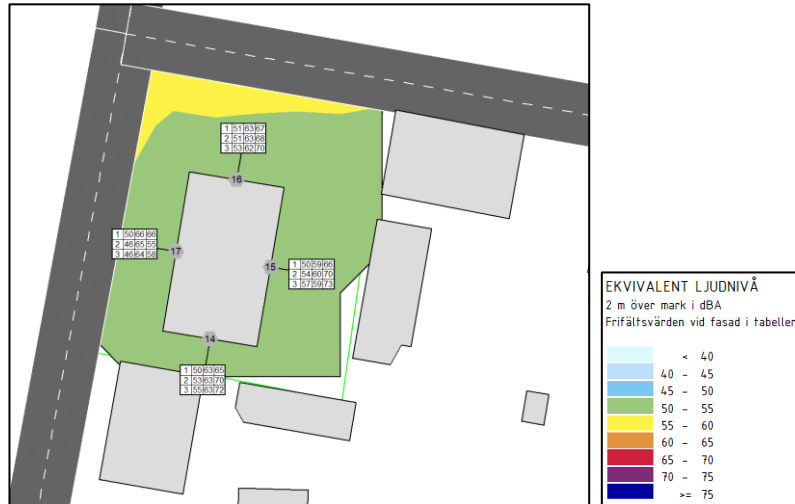 1 51 63 67
2 51 63 68
3 53 62 70
16
1 50 66 66
2 46 65 55
3 46 64 58
17
15
1 50 59 66
2 54 60 70
3 57 59 73
14
1 50 63 65
2 53 63 70
3 55 63 72
EKVIVALENT LJUDNIVÅ
2 m över mark i dBA
Frifältsvärden vid fasad i tabeller
< 40
40 - 45
45 - 50
50 - 55
55 - 60
60 - 65
65 - 70
70 - 75
>= 75